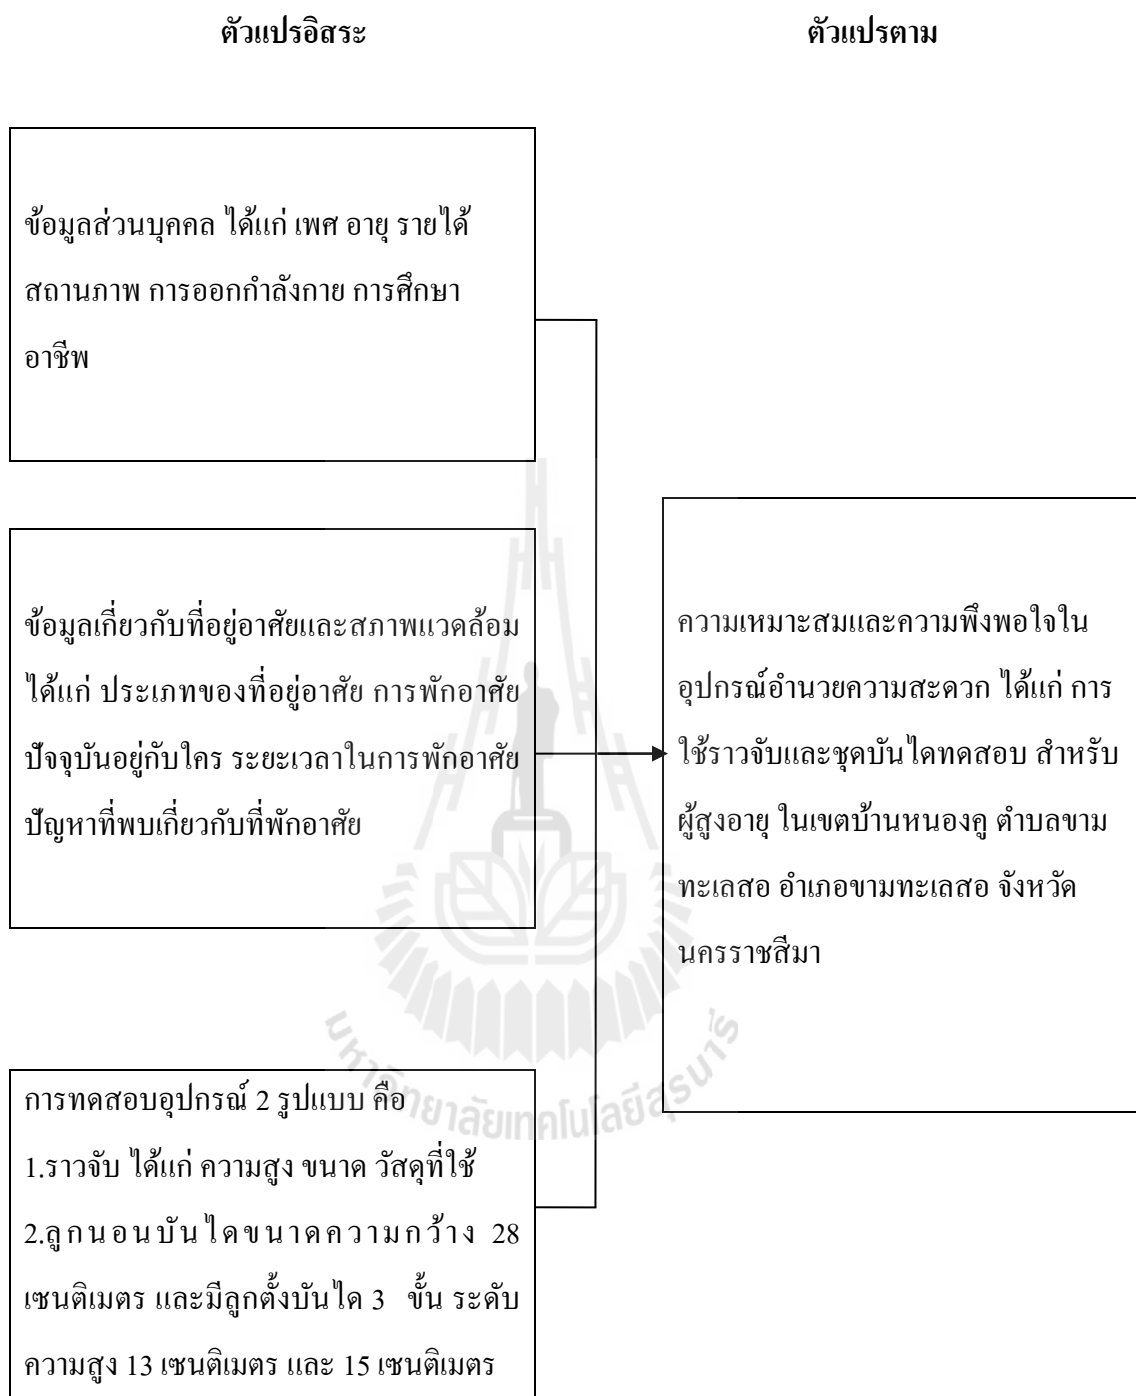 ตัวแปรอิสระ
ตัวแปรตาม
ข้อมูลส่วนบุคคล ได้แก่ เพศ อายุ รายได้
สถานภาพ การออกกำลังกาย การศึกษา
อาชีพ
ข้อมูลเกี่ยวกับที่อยู่อาศัยและสภาพแวดล้อม
ได้แก่ ประเภทของที่อยู่อาศัย การพักอาศัย
ปัจจุบันอยู่กับใคร ระยะเวลาในการพักอาศัย
ปัญหาที่พบเกี่ยวกับที่พักอาศัย
ความเหมาะสมและความพึงพอใจใน
อุปกรณ์อำนวยความสะดวก ได้แก่ การ
ใช้ราวจับและชุดบันไดทดสอบ สำหรับ
ผู้สูงอายุ ในเขตบ้านหนองคู ตำบลขาม
ทะเลสอ อำเภอขามทะเลสอ จังหวัด
นครราชสีมา
การทดสอบอุปกรณ์ 2 รูปแบบ คือ
1.ราวจับ ได้แก่ ความสูง ขนาด วัสดุที่ใช้
2.ลูกนอนบันไดขนาดความกว้าง 28
เซนติเมตร และมีลูกตั้งบันได 3 ขั้น ระดับ
ความสูง 13 เซนติเมตร และ 15 เซนติเมตร
มหาวิทยาลัยเทคโนโลยีสุรนารี